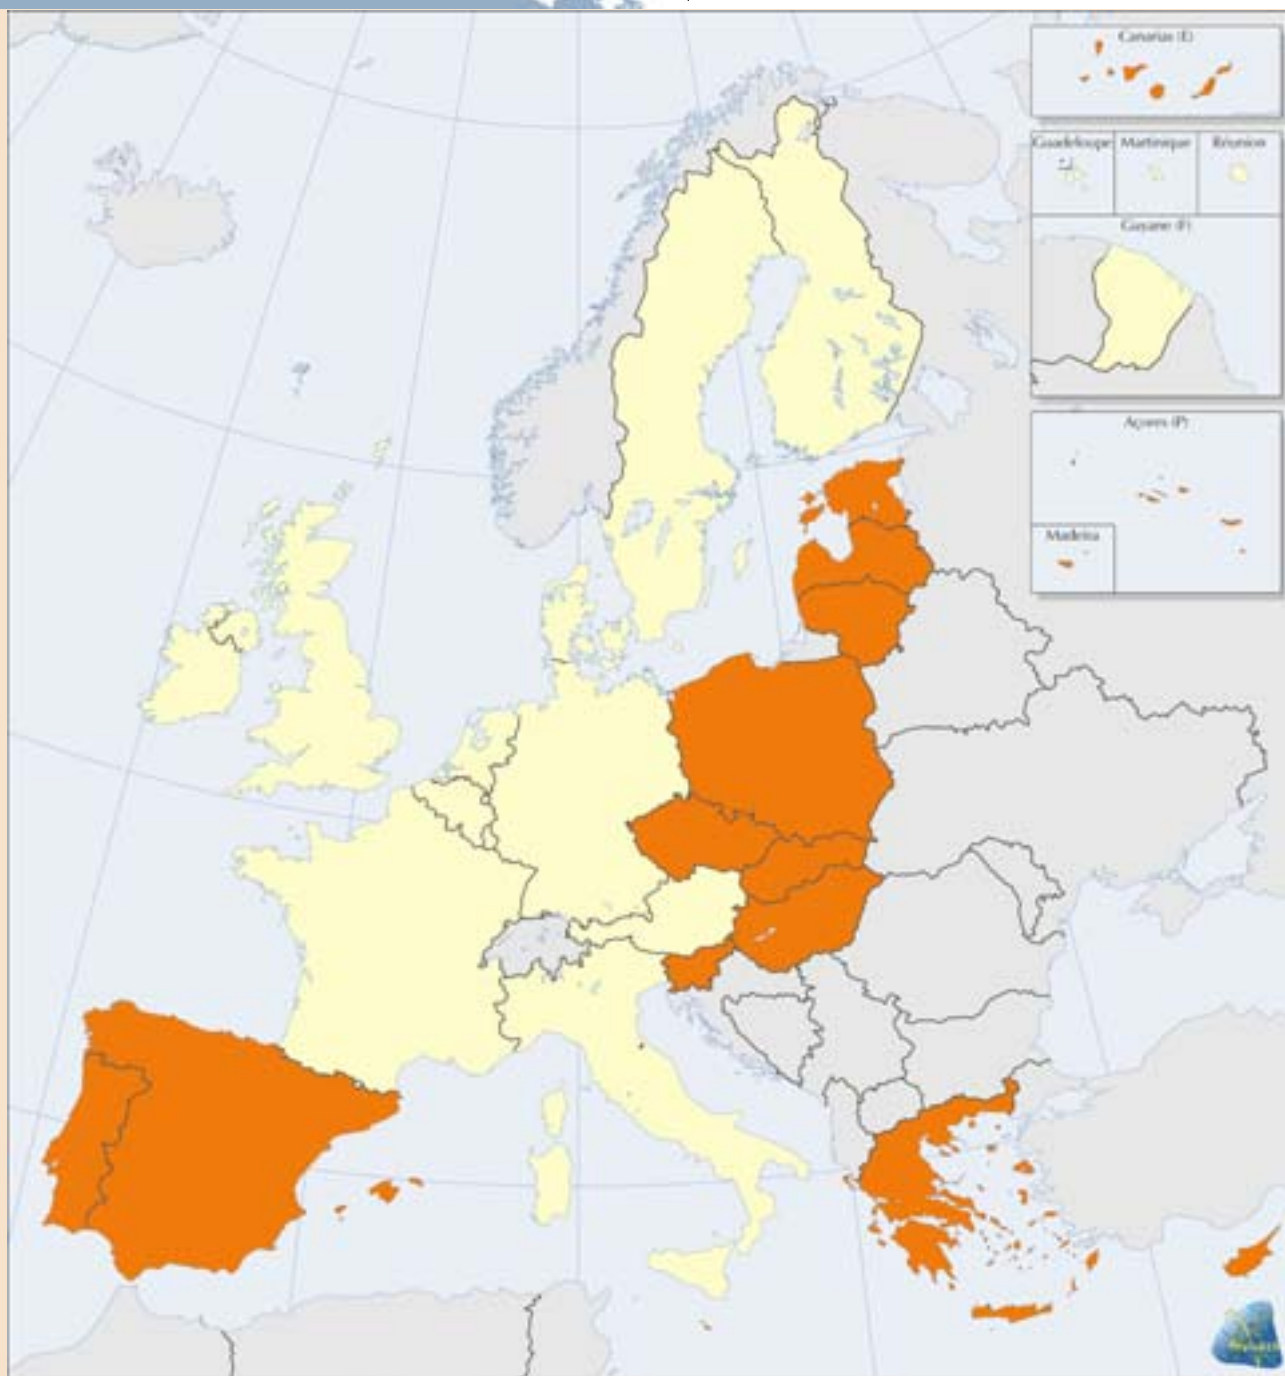 Canarias (E)
Guadeloupe Martinique Réunion
Guyane (F)
Açores (P)
Madeira